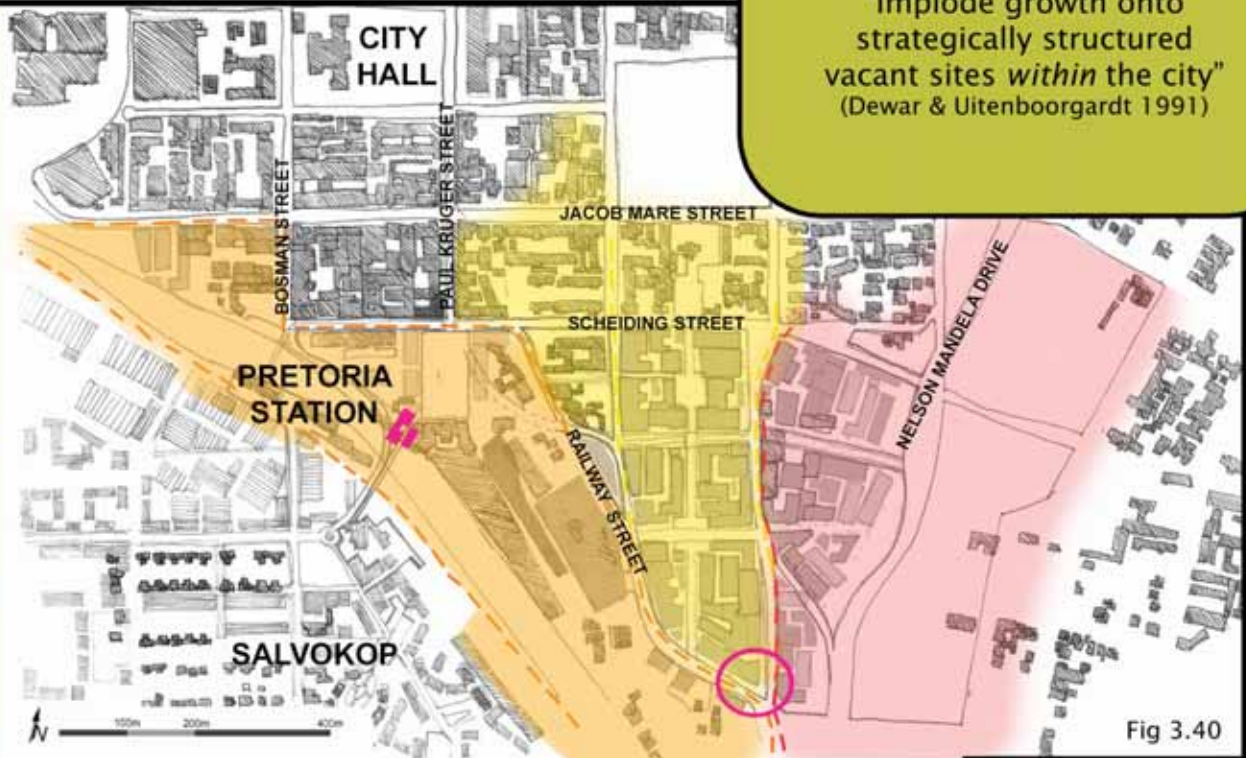 implode growth onto
strategically structured
vacant sites within the city”
(Dewar & Uitenboorgardt 1991)
CITY
HALL
BOSMAN STREET
PAUL KRUGER STREET
JACOB MARE STREET
SCHEIDING STREET
NELSON MANDELA DRIVE
PRETORIA
STATION
RAILWAY STREET
SALVOKOP
N
100m 200m 400m
Fig 3.40